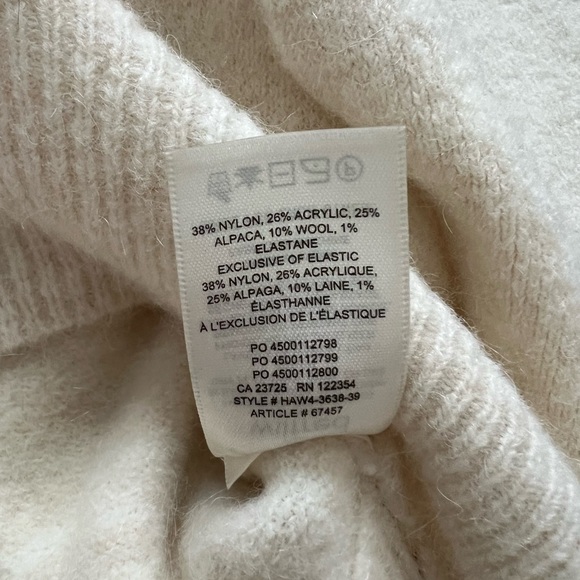 38% NYLON, 26% ACRYLIC, 25%
ALPACA, 10% WOOL, 1%
ELASTANE
EXCLUSIVE OF ELASTIC
38% NYLON, 26% ACRYLIQUE,
25% ALPAGA, 10% LAINE, 1%
ÉLASTHANNE
À L'EXCLUSION DE L'ÉLASTIQUE
PO 4500112798
PO 4500112799
PO 4500112800
CA 23725 RN 122354
STYLE # HAW4-3638-39
ARTICLE # 67457